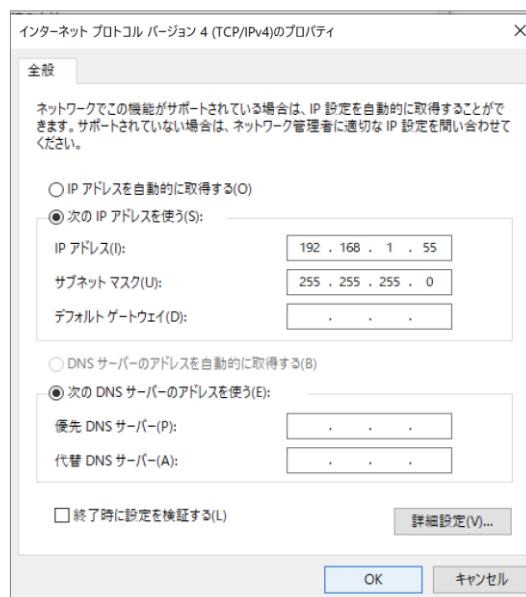 インターネット プロトコル バージョン 4 (TCP/IPv4)のプロパティ
全般
ネットワークでこの機能がサポートされている場合は、IP 設定を自動的に取得することがで
きます。サポートされていない場合は、ネットワーク管理者に適切な IP 設定を問い合わせて
ください。
IP アドレスを自動的に取得する(O)
次の IP アドレスを使う(S):
IP アドレス(I): 192 . 168 . 1 . 55
サブネット マスク(U): 255 . 255 . 255 . 0
デフォルト ゲートウェイ(D): . . .
DNS サーバーのアドレスを自動的に取得する(B)
次の DNS サーバーのアドレスを使う(E):
優先 DNS サーバー(P): . . .
代替 DNS サーバー(A): . . .
終了時に設定を検証する(L)
詳細設定(V)...
OK キャンセル